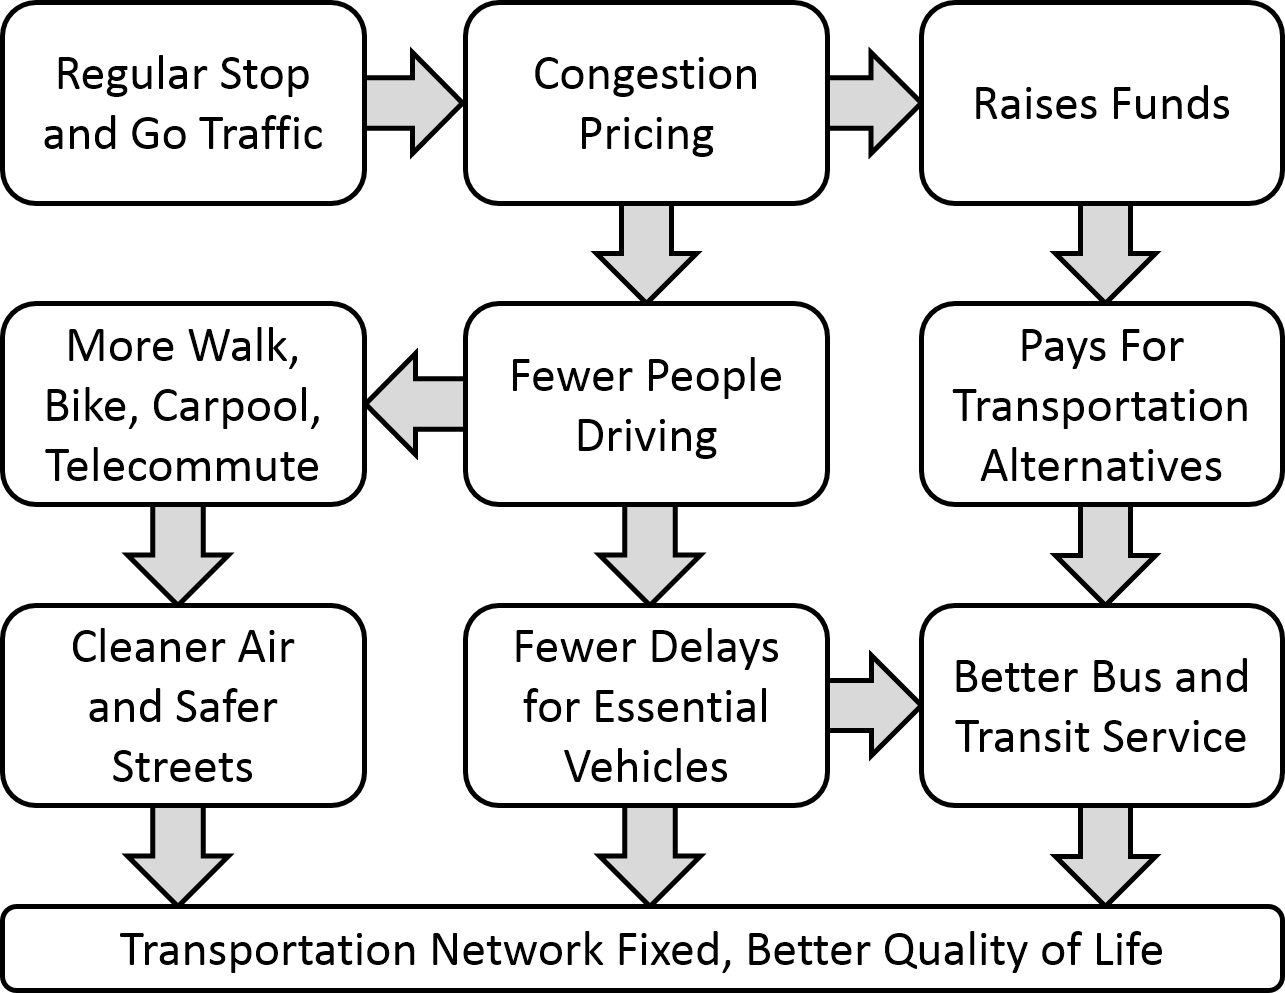 Regular Stop
and Go Traffic
Congestion
Pricing
Raises Funds
More Walk,
Bike, Carpool,
Telecommute
Fewer People
Driving
Pays For
Transportation
Alternatives
Cleaner Air
and Safer
Streets
Fewer Delays
for Essential
Vehicles
Better Bus and
Transit Service
Transportation Network Fixed, Better Quality of Life